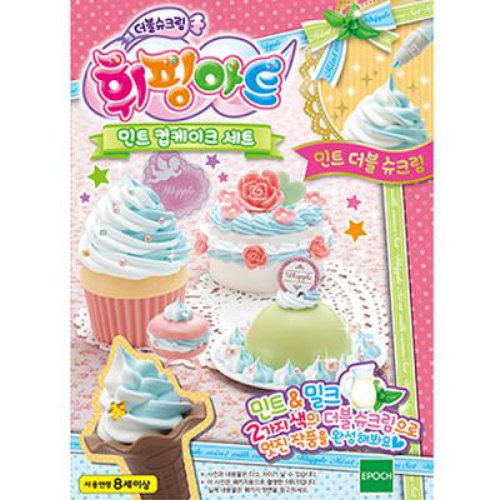 더블슈크림
휘핑아트
민트 컵케이크 세트
민트 더블 슈크림
Whipple
Whipple
민트 & 밀크
2가지 색의 더블 슈크림으로
멋진 작품을 완성해봐요
사용연령 8세이상
EPOCH